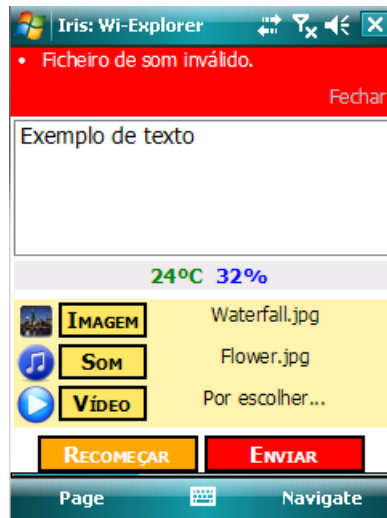 Iris: Wi-Explorer
• Ficheiro de som inválido.
Fechar
Exemplo de texto
24ºC 32%
IMAGEM Waterfall.jpg
SOM Flower.jpg
VÍDEO Por escolher...
RECOMEÇAR ENVIAR
Page Navigate